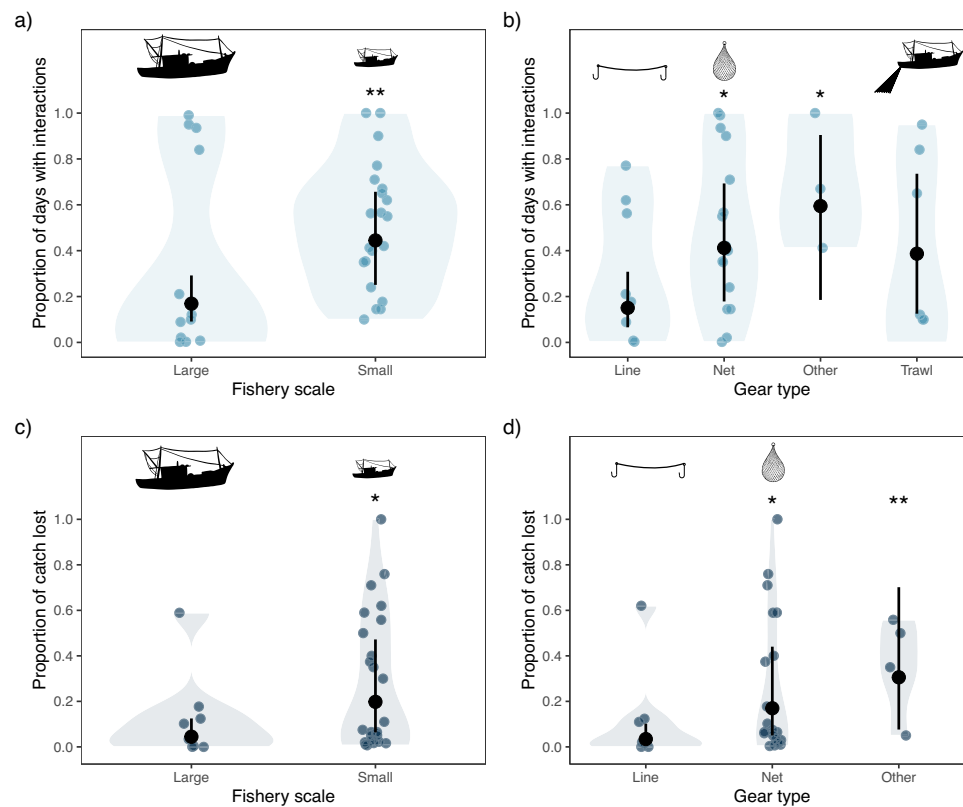 a)
**
1.0
0.8
0.6
0.4
0.2
0.0
Proportion of days with interactions
Large
Small
Fishery scale
b)
*
*
1.0
0.8
0.6
0.4
0.2
0.0
Proportion of days with interactions
Line
Net
Other
Trawl
Gear type
c)
*
1.0
0.8
0.6
0.4
0.2
0.0
Proportion of catch lost
Large
Small
Fishery scale
d)
*
**
1.0
0.8
0.6
0.4
0.2
0.0
Proportion of catch lost
Line
Net
Other
Gear type